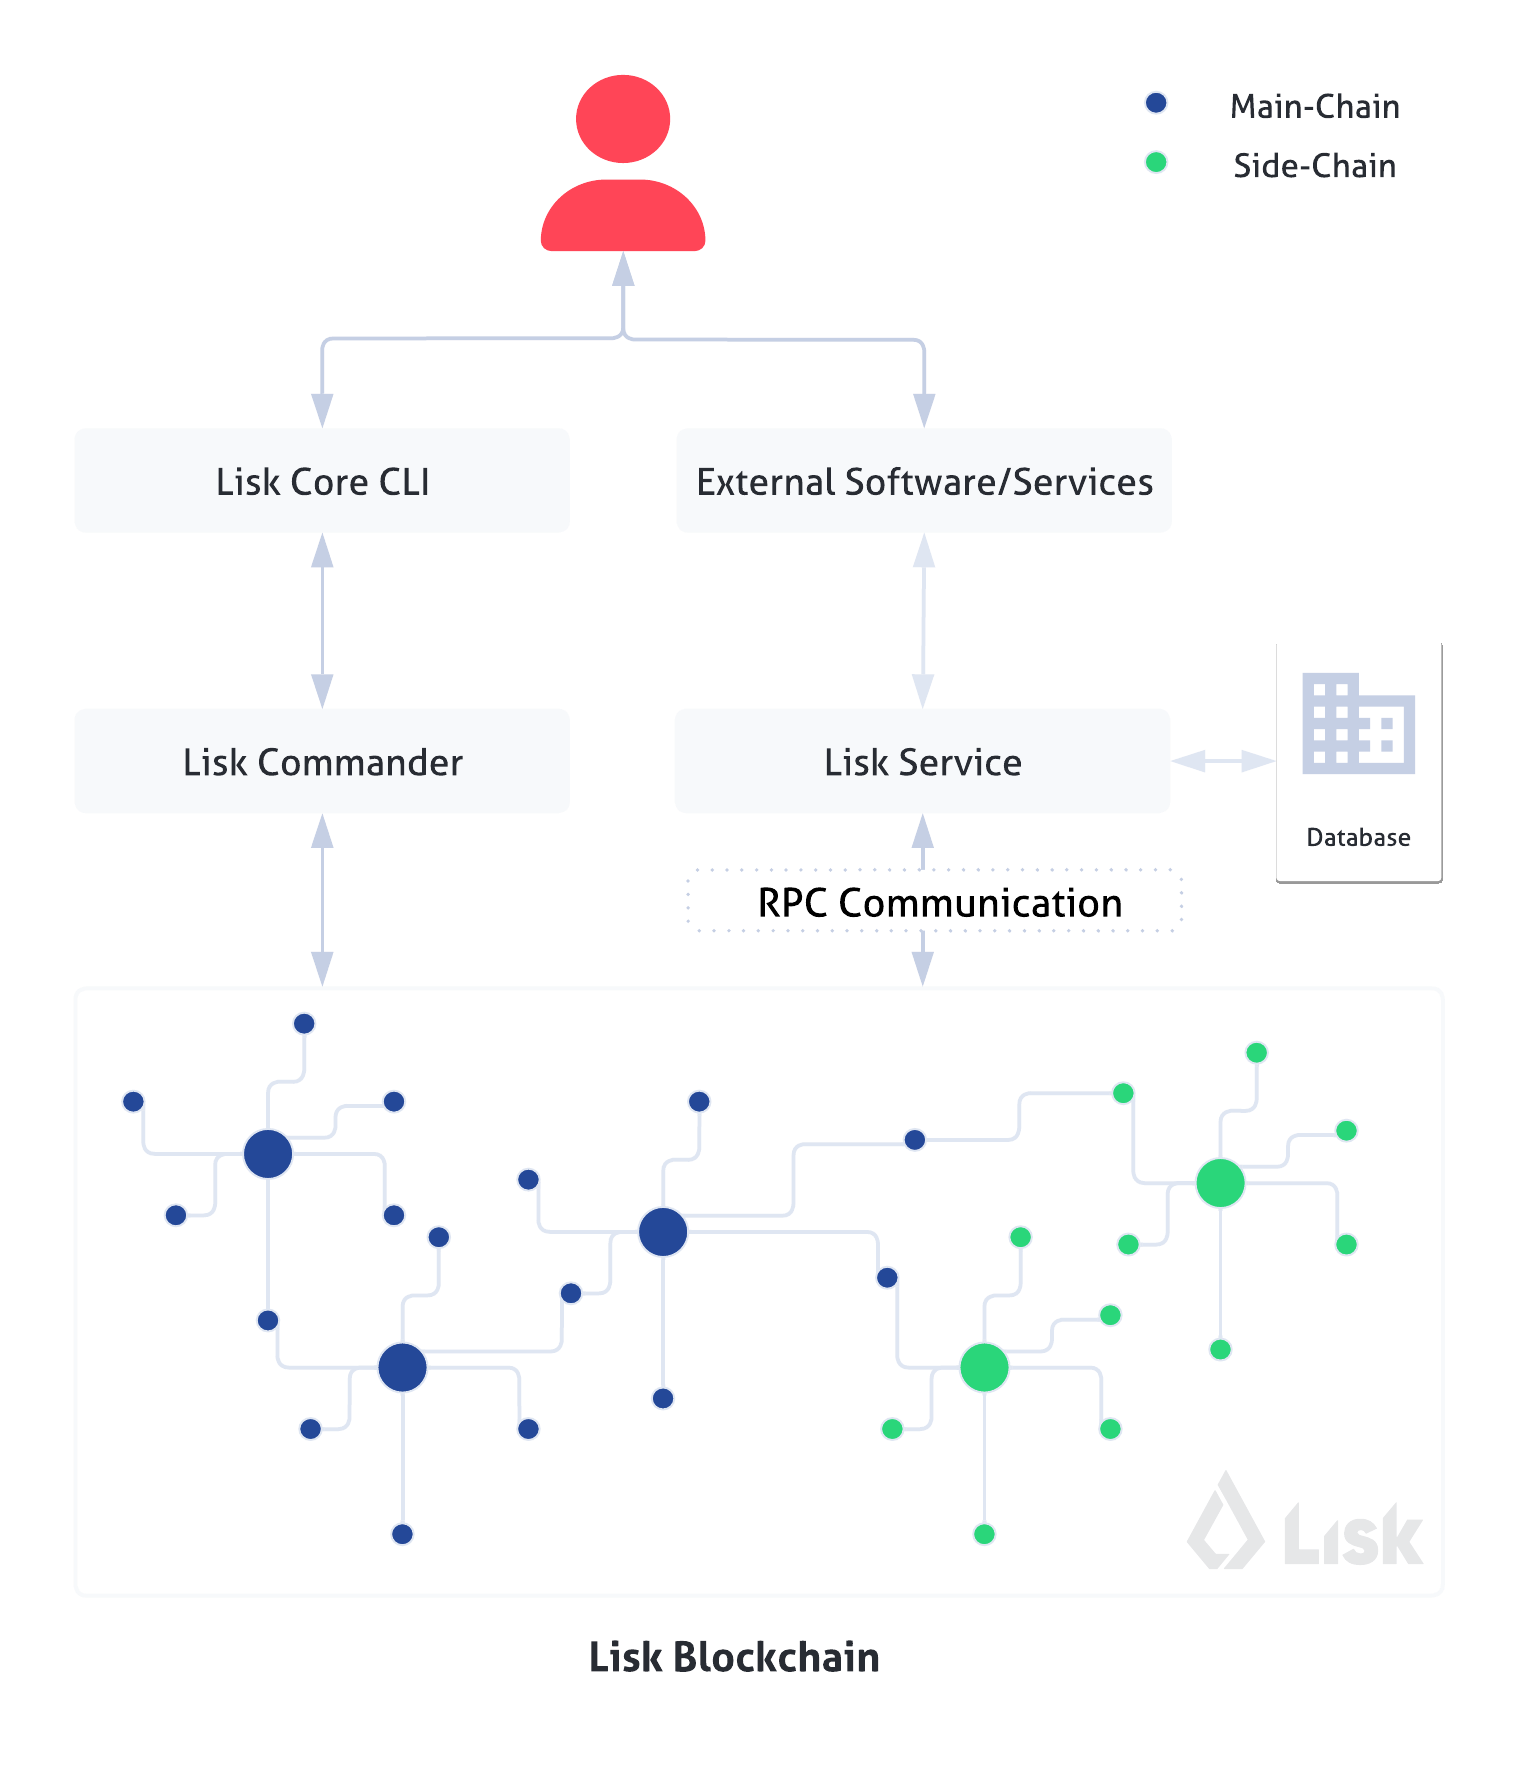 Main-Chain
Side-Chain
Lisk Core CLI
External Software/Services
Lisk Commander
Lisk Service
Database
RPC Communication
Lisk
Lisk Blockchain